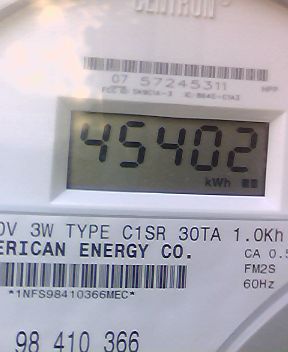 CENTRON
07 57245311
HPP
45402
kWh
0V 3W TYPE C1SR 30TA 1.0Kh
ERICAN ENERGY CO.
CA 0.5
FM2S
60Hz
*1NFS98410366MEC*
98 410 366